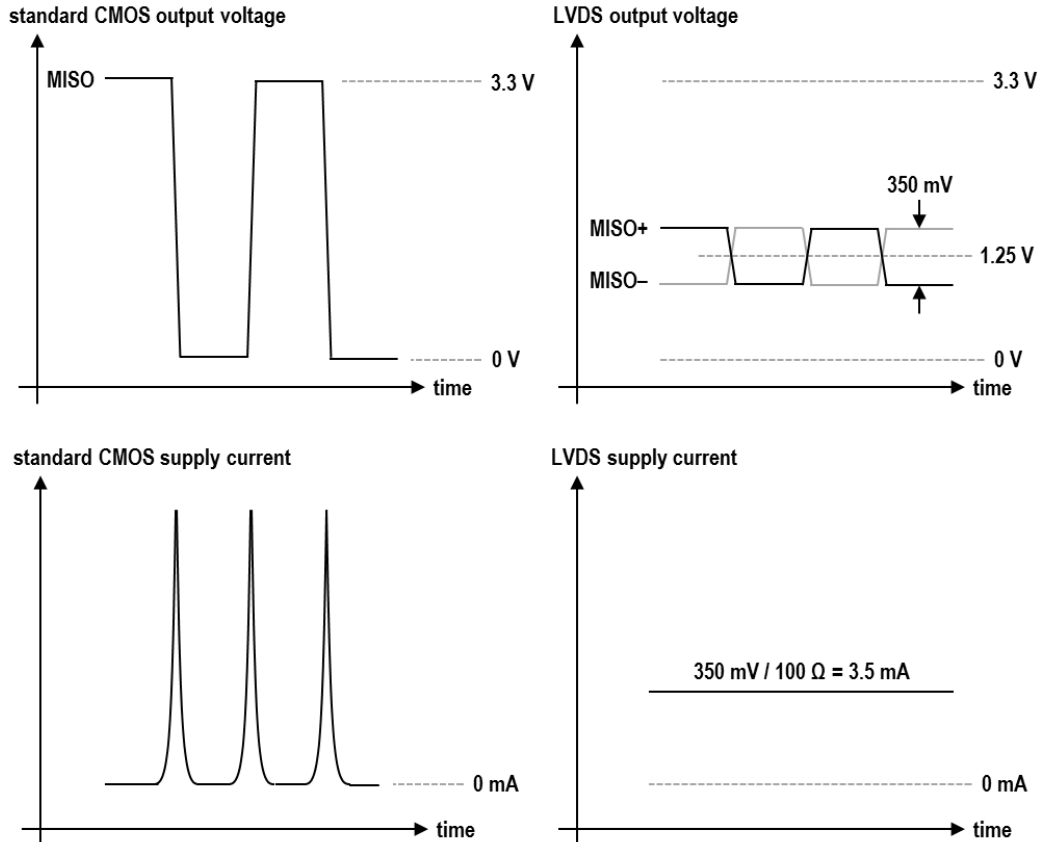 standard CMOS output voltage
MISO
3.3 V
0 V
time
LVDS output voltage
3.3 V
350 mV
MISO+
1.25 V
MISO–
0 V
time
standard CMOS supply current
0 mA
time
LVDS supply current
350 mV / 100 Ω = 3.5 mA
0 mA
time